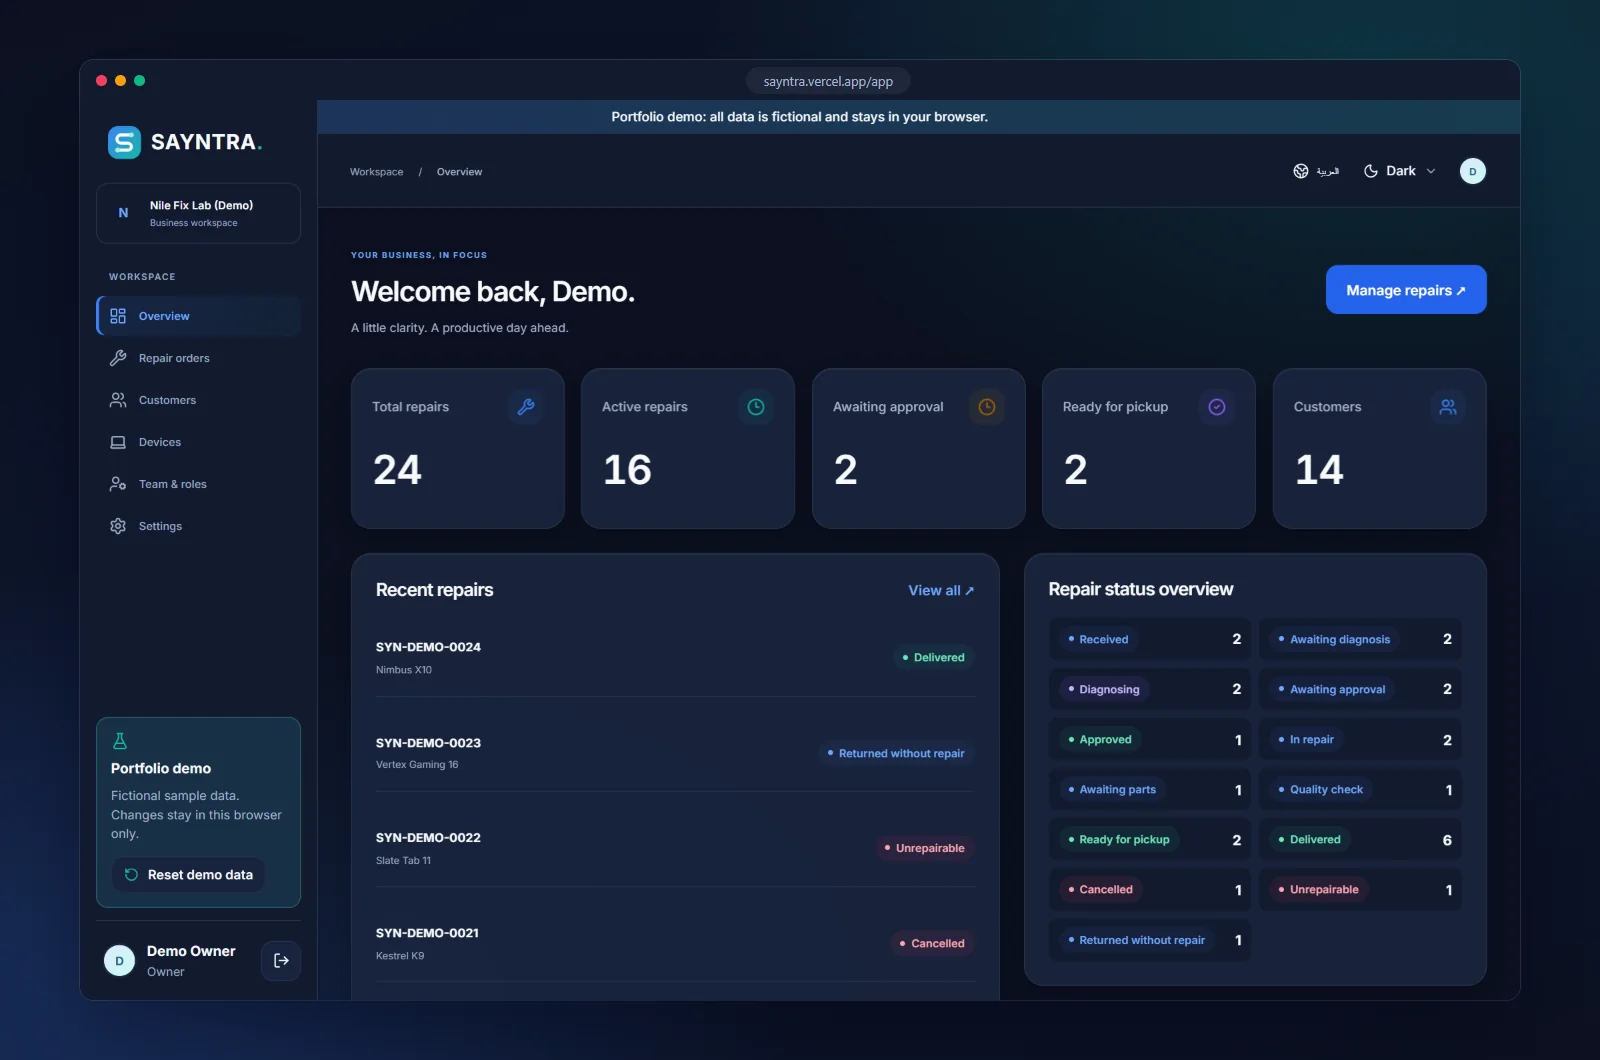 sayntra.vercel.app/app
SAYNTRA.
Portfolio demo: all data is fictional and stays in your browser.
N
Nile Fix Lab (Demo)
Business workspace
Workspace / Overview
العربية
Dark
D
WORKSPACE
Overview
Repair orders
Customers
Devices
Team & roles
Settings
YOUR BUSINESS, IN FOCUS
Welcome back, Demo.
A little clarity. A productive day ahead.
Manage repairs ↗
Total repairs
24
Active repairs
16
Awaiting approval
2
Ready for pickup
2
Customers
14
Recent repairs
View all ↗
SYN-DEMO-0024
Nimbus X10
Delivered
SYN-DEMO-0023
Vertex Gaming 16
Returned without repair
SYN-DEMO-0022
Slate Tab 11
Unrepairable
SYN-DEMO-0021
Kestrel K9
Cancelled
Repair status overview
Received 2
Awaiting diagnosis 2
Diagnosing 2
Awaiting approval 2
Approved 1
In repair 2
Awaiting parts 1
Quality check 1
Ready for pickup 2
Delivered 6
Cancelled 1
Unrepairable 1
Returned without repair 1
Portfolio demo
Fictional sample data.
Changes stay in this browser
only.
Reset demo data
D
Demo Owner
Owner